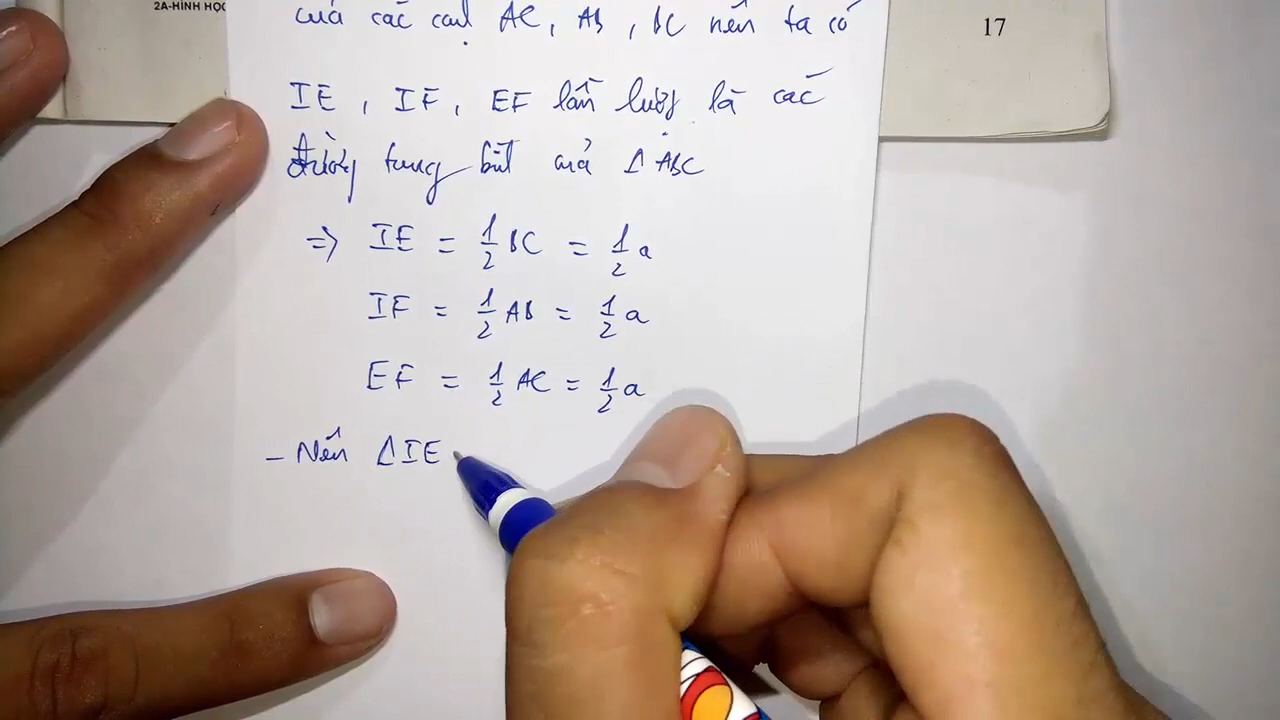 2A-HÌNH HỌC
17
của các cạnh AC, AB, BC nên ta có
IE, IF, EF lần lượt là các
đường trung bình của ΔABC
=> IE = 1/2 BC = 1/2 a
IF = 1/2 AB = 1/2 a
EF = 1/2 AC = 1/2 a
- Nên ΔIE